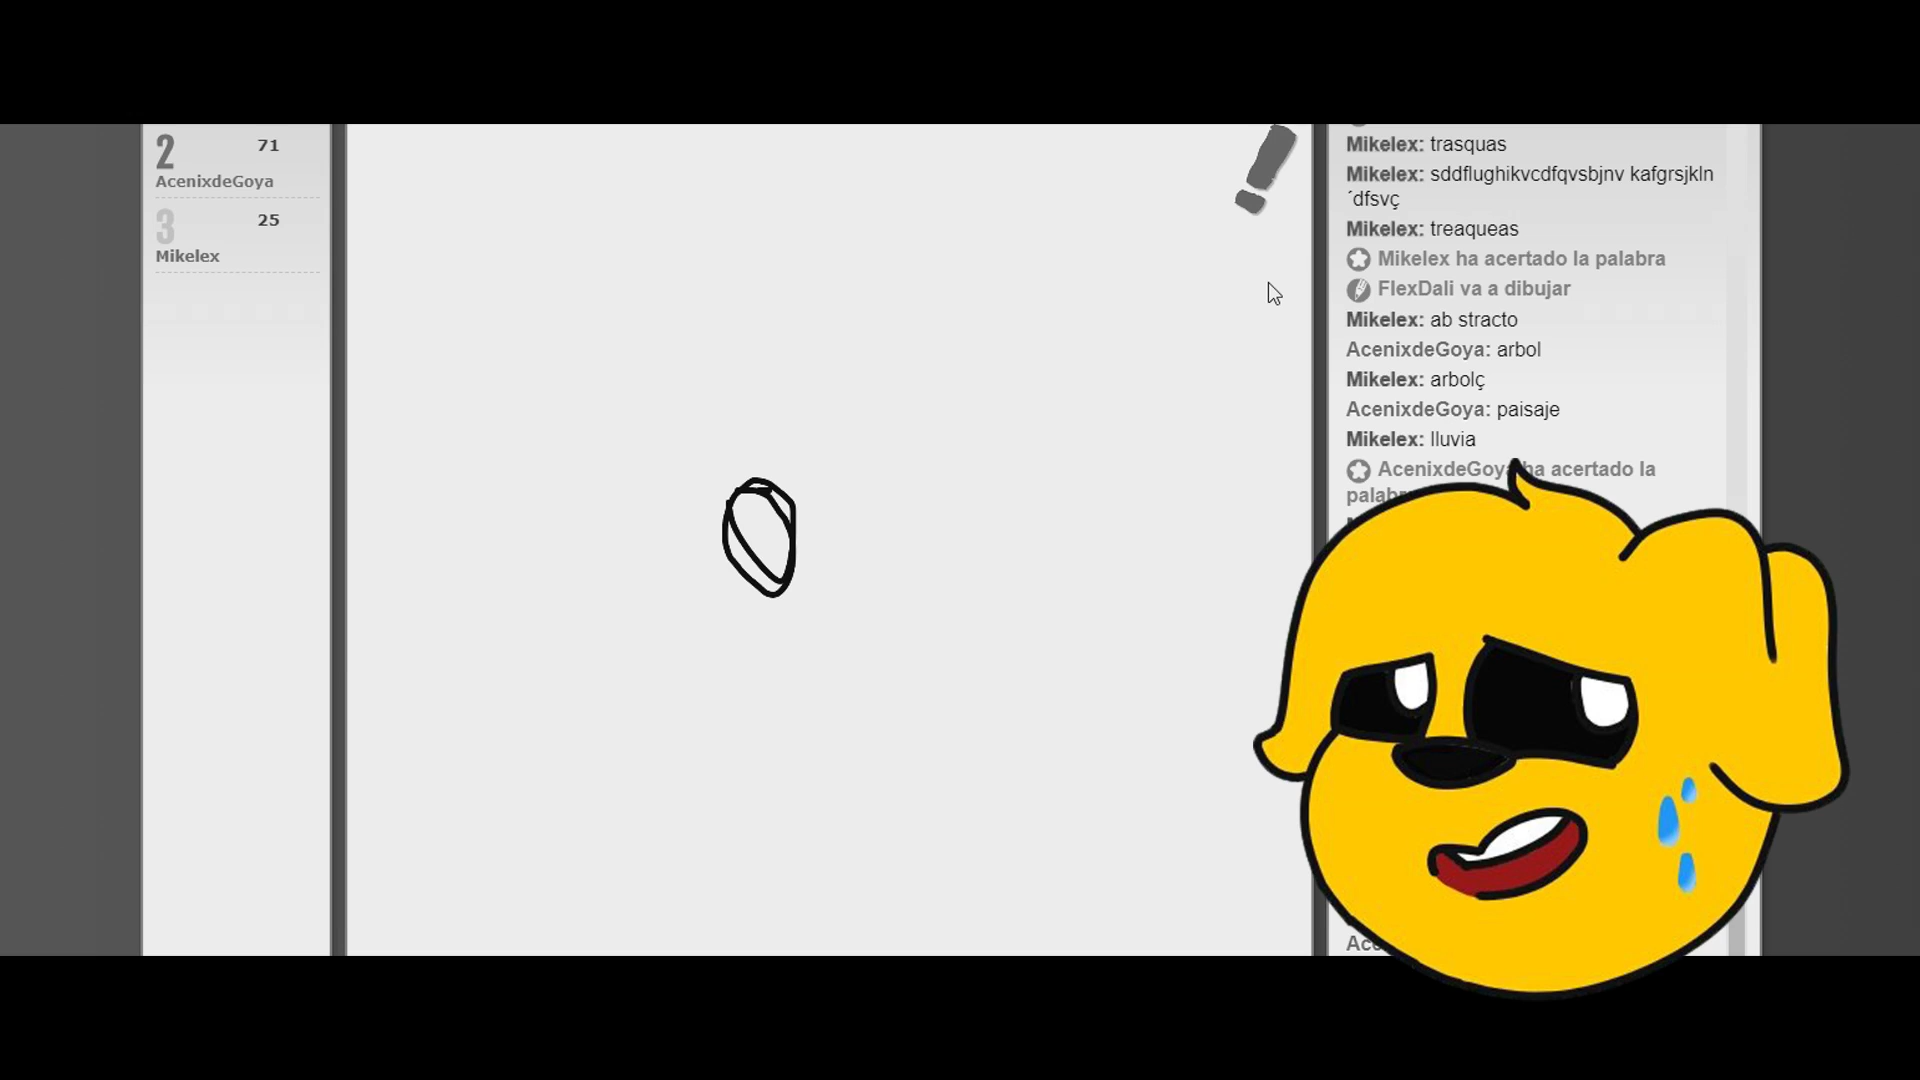 2 71
AcenixdeGoya
3 25
Mikelex
Mikelex: trasquas
Mikelex: sddflughikvcdfqvsbjnv kafgrsjkln
´dfsvç
Mikelex: treaqueas
Mikelex ha acertado la palabra
FlexDali va a dibujar
Mikelex: ab stracto
AcenixdeGoya: arbol
Mikelex: arbolç
AcenixdeGoya: paisaje
Mikelex: lluvia
AcenixdeGoya ha acertado la